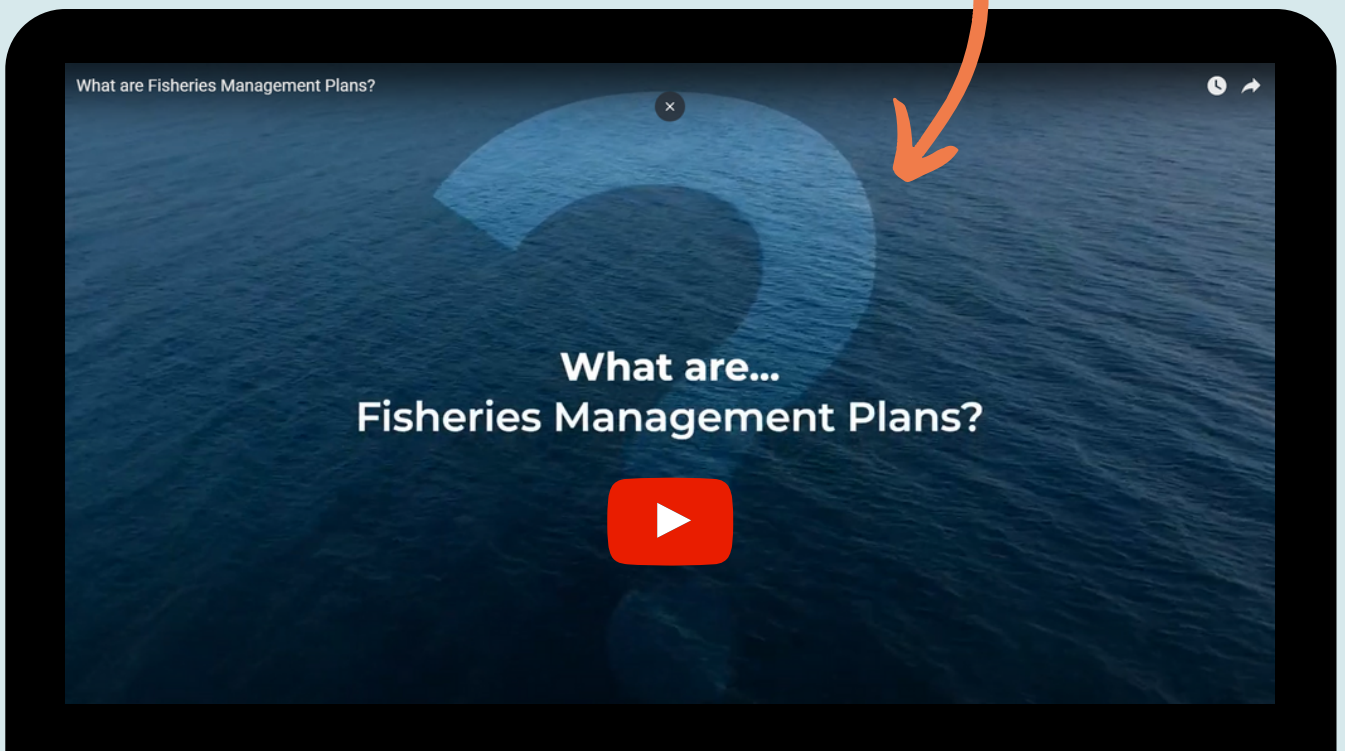 What are Fisheries Management Plans?
What are...
Fisheries Management Plans?